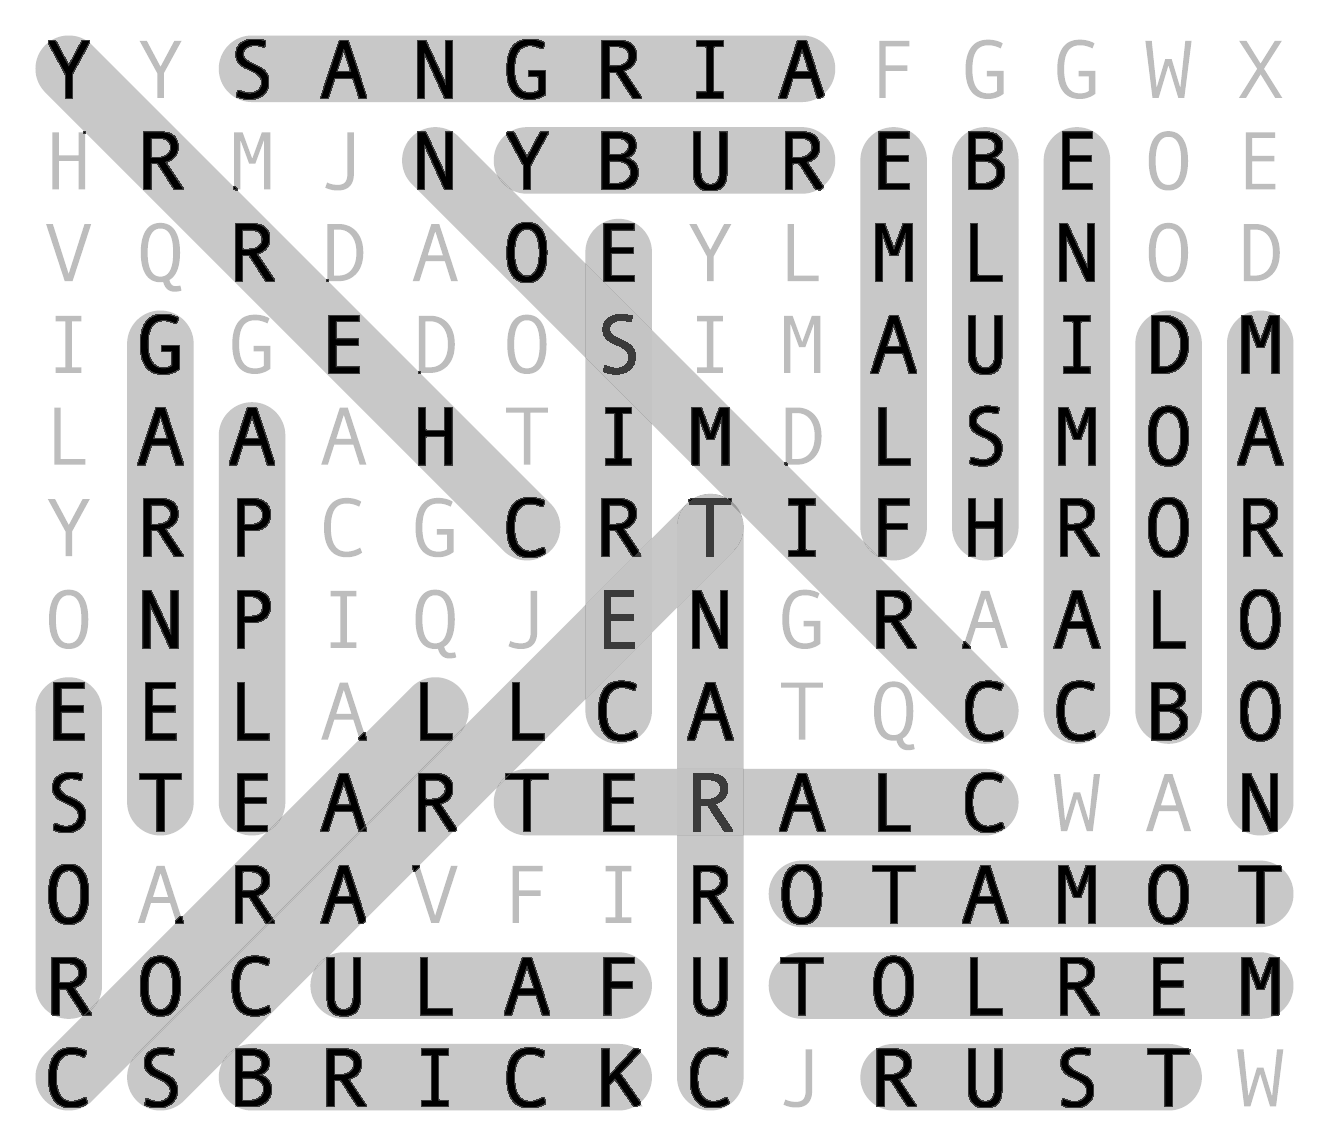 Y Y S A N G R I A F G G W X
H R M J N Y B U R E B E O E
V Q R D A O E Y L M L N O D
I G G E D O S I M A U I D M
L A A A H T I M D L S M O A
Y R P C G C R T I F H R O R
O N P I Q J E N G R A A L O
E E L A L L C A T Q C C B O
S T E A R T E R A L C W A N
O A R A V F I R O T A M O T
R O C U L A F U T O L R E M
C S B R I C K C J R U S T W